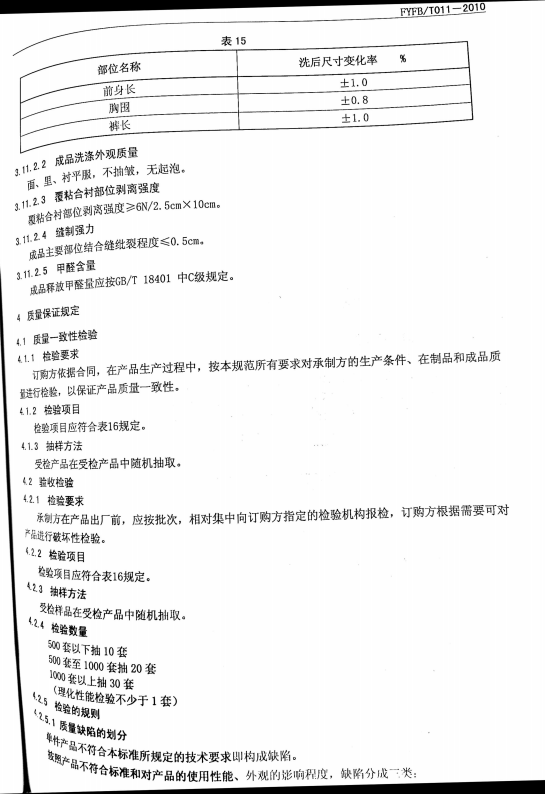 FYFB/T011—2010
表 15
部位名称 洗后尺寸变化率 %
前身长 ±1.0
胸围 ±0.8
裤长 ±1.0
3.11.2.2 成品洗涤外观质量
面、里、衬平服，不抽皱，无起泡。
3.11.2.3 覆粘合衬部位剥离强度
覆粘合衬部位剥离强度≥6N/2.5cm×10cm。
3.11.2.4 缝制强力
成品主要部位结合缝纰裂程度≤0.5cm。
3.11.2.5 甲醛含量
成品释放甲醛量应按GB/T 18401 中C级规定。
4 质量保证规定
4.1 质量一致性检验
4.1.1 检验要求
订购方依据合同，在产品生产过程中，按本规范所有要求对承制方的生产条件、在制品和成品质
量进行检验，以保证产品质量一致性。
4.1.2 检验项目
检验项目应符合表16规定。
4.1.3 抽样方法
受检产品在受检产品中随机抽取。
4.2 验收检验
4.2.1 检验要求
承制方在产品出厂前，应按批次，相对集中向订购方指定的检验机构报检，订购方根据需要可对
产品进行破坏性检验。
4.2.2 检验项目
检验项目应符合表16规定。
4.2.3 抽样方法
受检样品在受检产品中随机抽取。
4.2.4 检验数量
500 套以下抽 10 套
500 套至 1000 套抽 20 套
1000 套以上抽 30 套
（理化性能检验不少于 1 套）
4.2.5 检验的规则
4.2.5.1 质量缺陷的划分
单件产品不符合本标准所规定的技术要求即构成缺陷。
按照产品不符合标准和对产品的使用性能、外观的影响程度，缺陷分成三类：